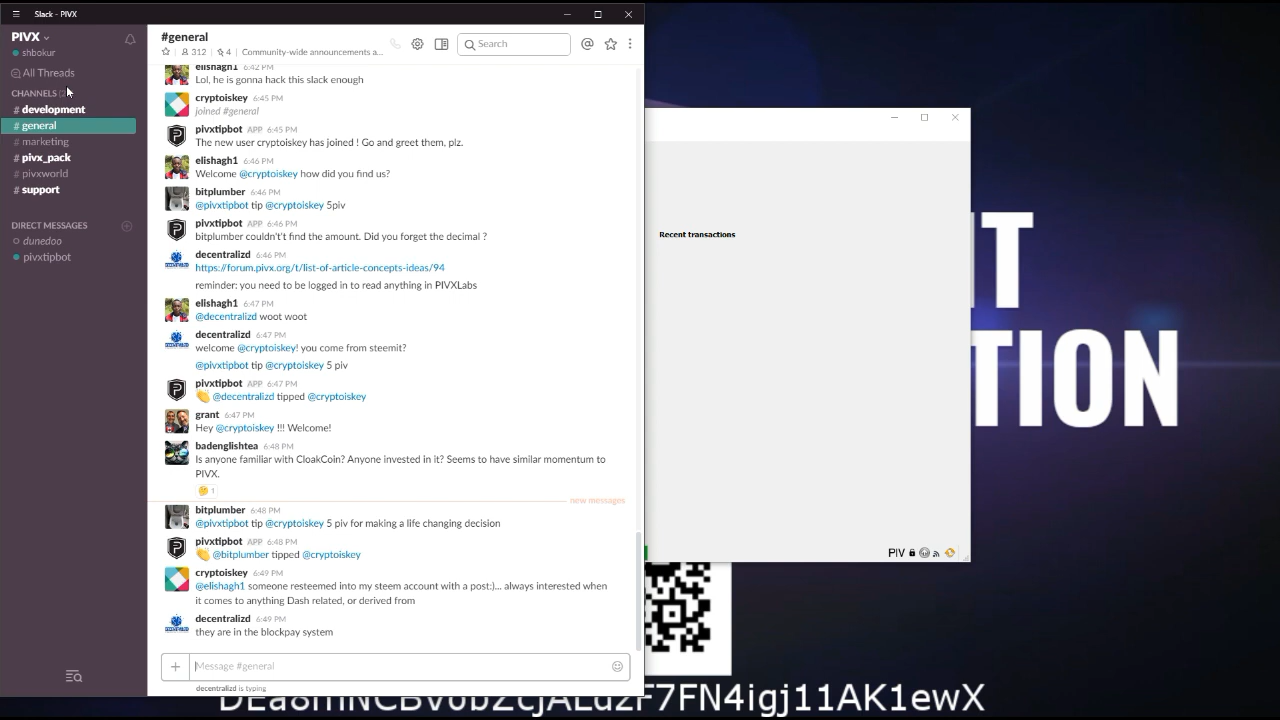 Slack - PIVX
PIVX
shbokur
All Threads
CHANNELS
# development
# general
# marketing
# pivx_pack
# pivxworld
# support
DIRECT MESSAGES
dunedoo
pivxtipbot
#general
312
4
Community-wide announcements a...
Search
elishagh1 6:42 PM
Lol, he is gonna hack this slack enough
cryptoiskey 6:45 PM
joined #general
pivxtipbot APP 6:45 PM
The new user cryptoiskey has joined ! Go and greet them, plz.
elishagh1 6:46 PM
Welcome @cryptoiskey how did you find us?
bitplumber 6:46 PM
@pivxtipbot tip @cryptoiskey 5piv
pivxtipbot APP 6:46 PM
bitplumber couldn't't find the amount. Did you forget the decimal ?
decentralizd 6:46 PM
https://forum.pivx.org/t/list-of-article-concepts-ideas/94
reminder: you need to be logged in to read anything in PIVXLabs
elishagh1 6:47 PM
@decentralizd woot woot
decentralizd 6:47 PM
welcome @cryptoiskey! you come from steemit?
@pivxtipbot tip @cryptoiskey 5 piv
pivxtipbot APP 6:47 PM
@decentralizd tipped @cryptoiskey
grant 6:47 PM
Hey @cryptoiskey !!! Welcome!
badenglishtea 6:48 PM
Is anyone familiar with CloakCoin? Anyone invested in it? Seems to have similar momentum to
PIVX.
1
new messages
bitplumber 6:48 PM
@pivxtipbot tip @cryptoiskey 5 piv for making a life changing decision
pivxtipbot APP 6:48 PM
@bitplumber tipped @cryptoiskey
cryptoiskey 6:49 PM
@elishagh1 someone resteemed into my steem account with a post:)... always interested when
it comes to anything Dash related, or derived from
decentralizd 6:49 PM
they are in the blockpay system
Message #general
decentralizd is typing
Recent transactions
PIV
T
TION
F7FN4igj11AK1ewX